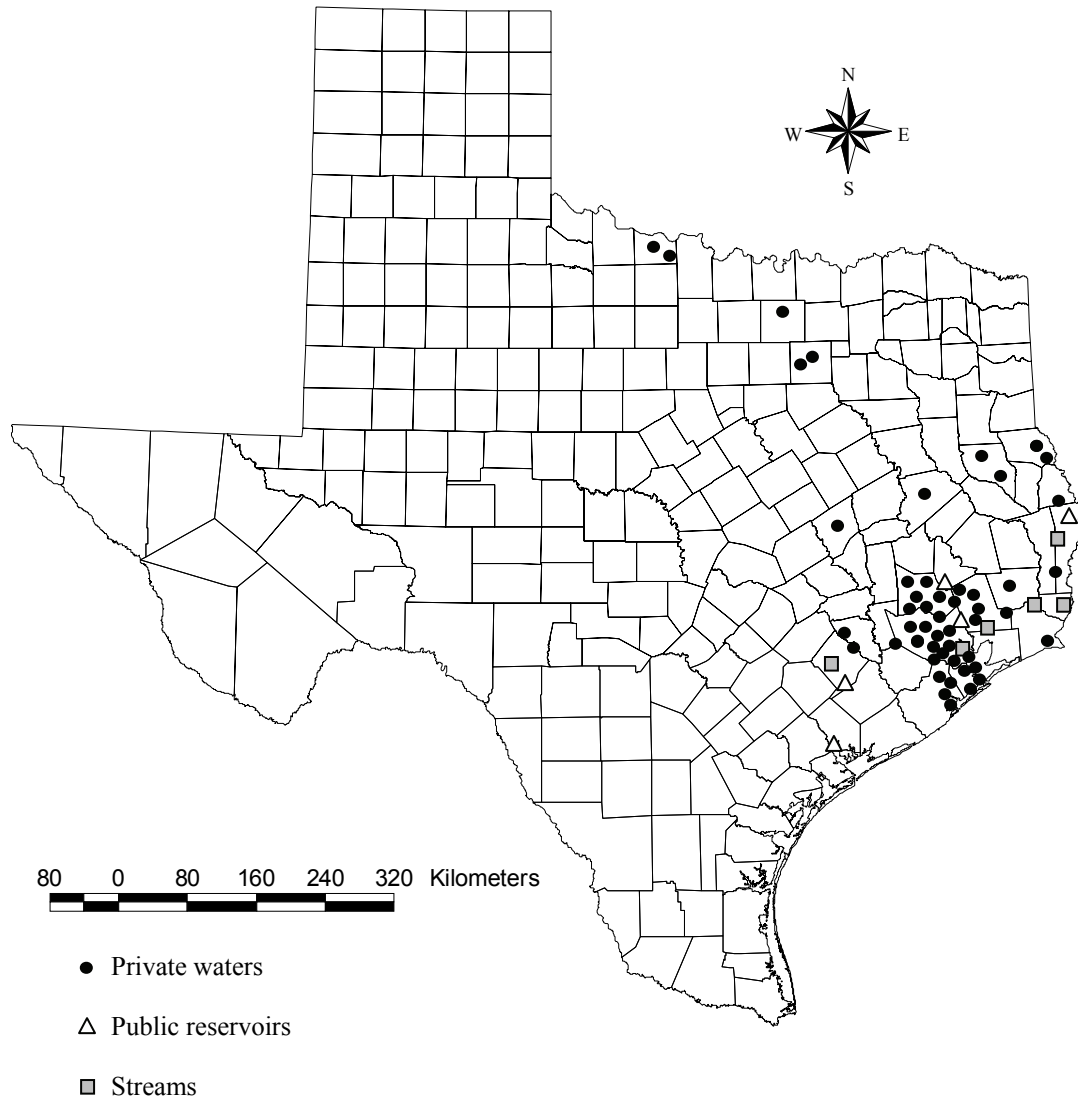 N
W E
S
80 0 80 160 240 320 Kilometers
Private waters
Public reservoirs
Streams